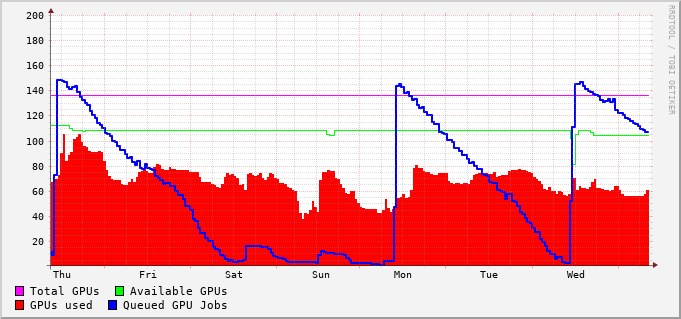 200
180
160
140
120
100
80
60
40
20
Thu Fri Sat Sun Mon Tue Wed
Total GPUs Available GPUs
GPUs used Queued GPU Jobs
RRDTOOL / TOBI OETIKER